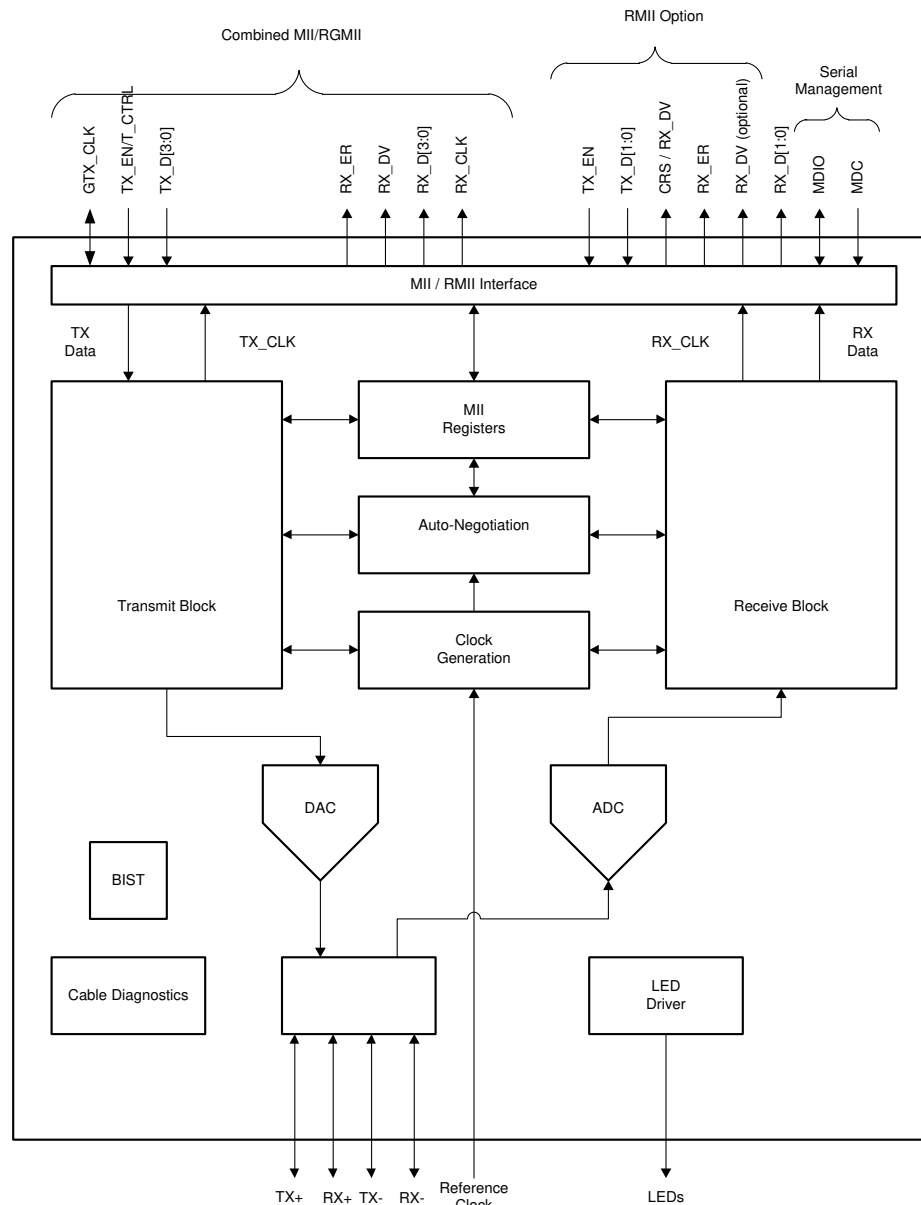 Combined MII/RGMII
RMII Option
Serial
Management
GTX_CLK
TX_EN/T_CTRL
TX_D[3:0]
RX_ER
RX_DV
RX_D[3:0]
RX_CLK
TX_EN
TX_D[1:0]
CRS / RX_DV
RX_ER
RX_DV (optional)
RX_D[1:0]
MDIO
MDC
MII / RMII Interface
TX
Data
TX_CLK
RX_CLK
RX
Data
MII
Registers
Auto-Negotiation
Transmit Block
Receive Block
Clock
Generation
DAC
ADC
BIST
Cable Diagnostics
LED
Driver
TX+
RX+
TX-
RX-
Reference
Clock
LEDs